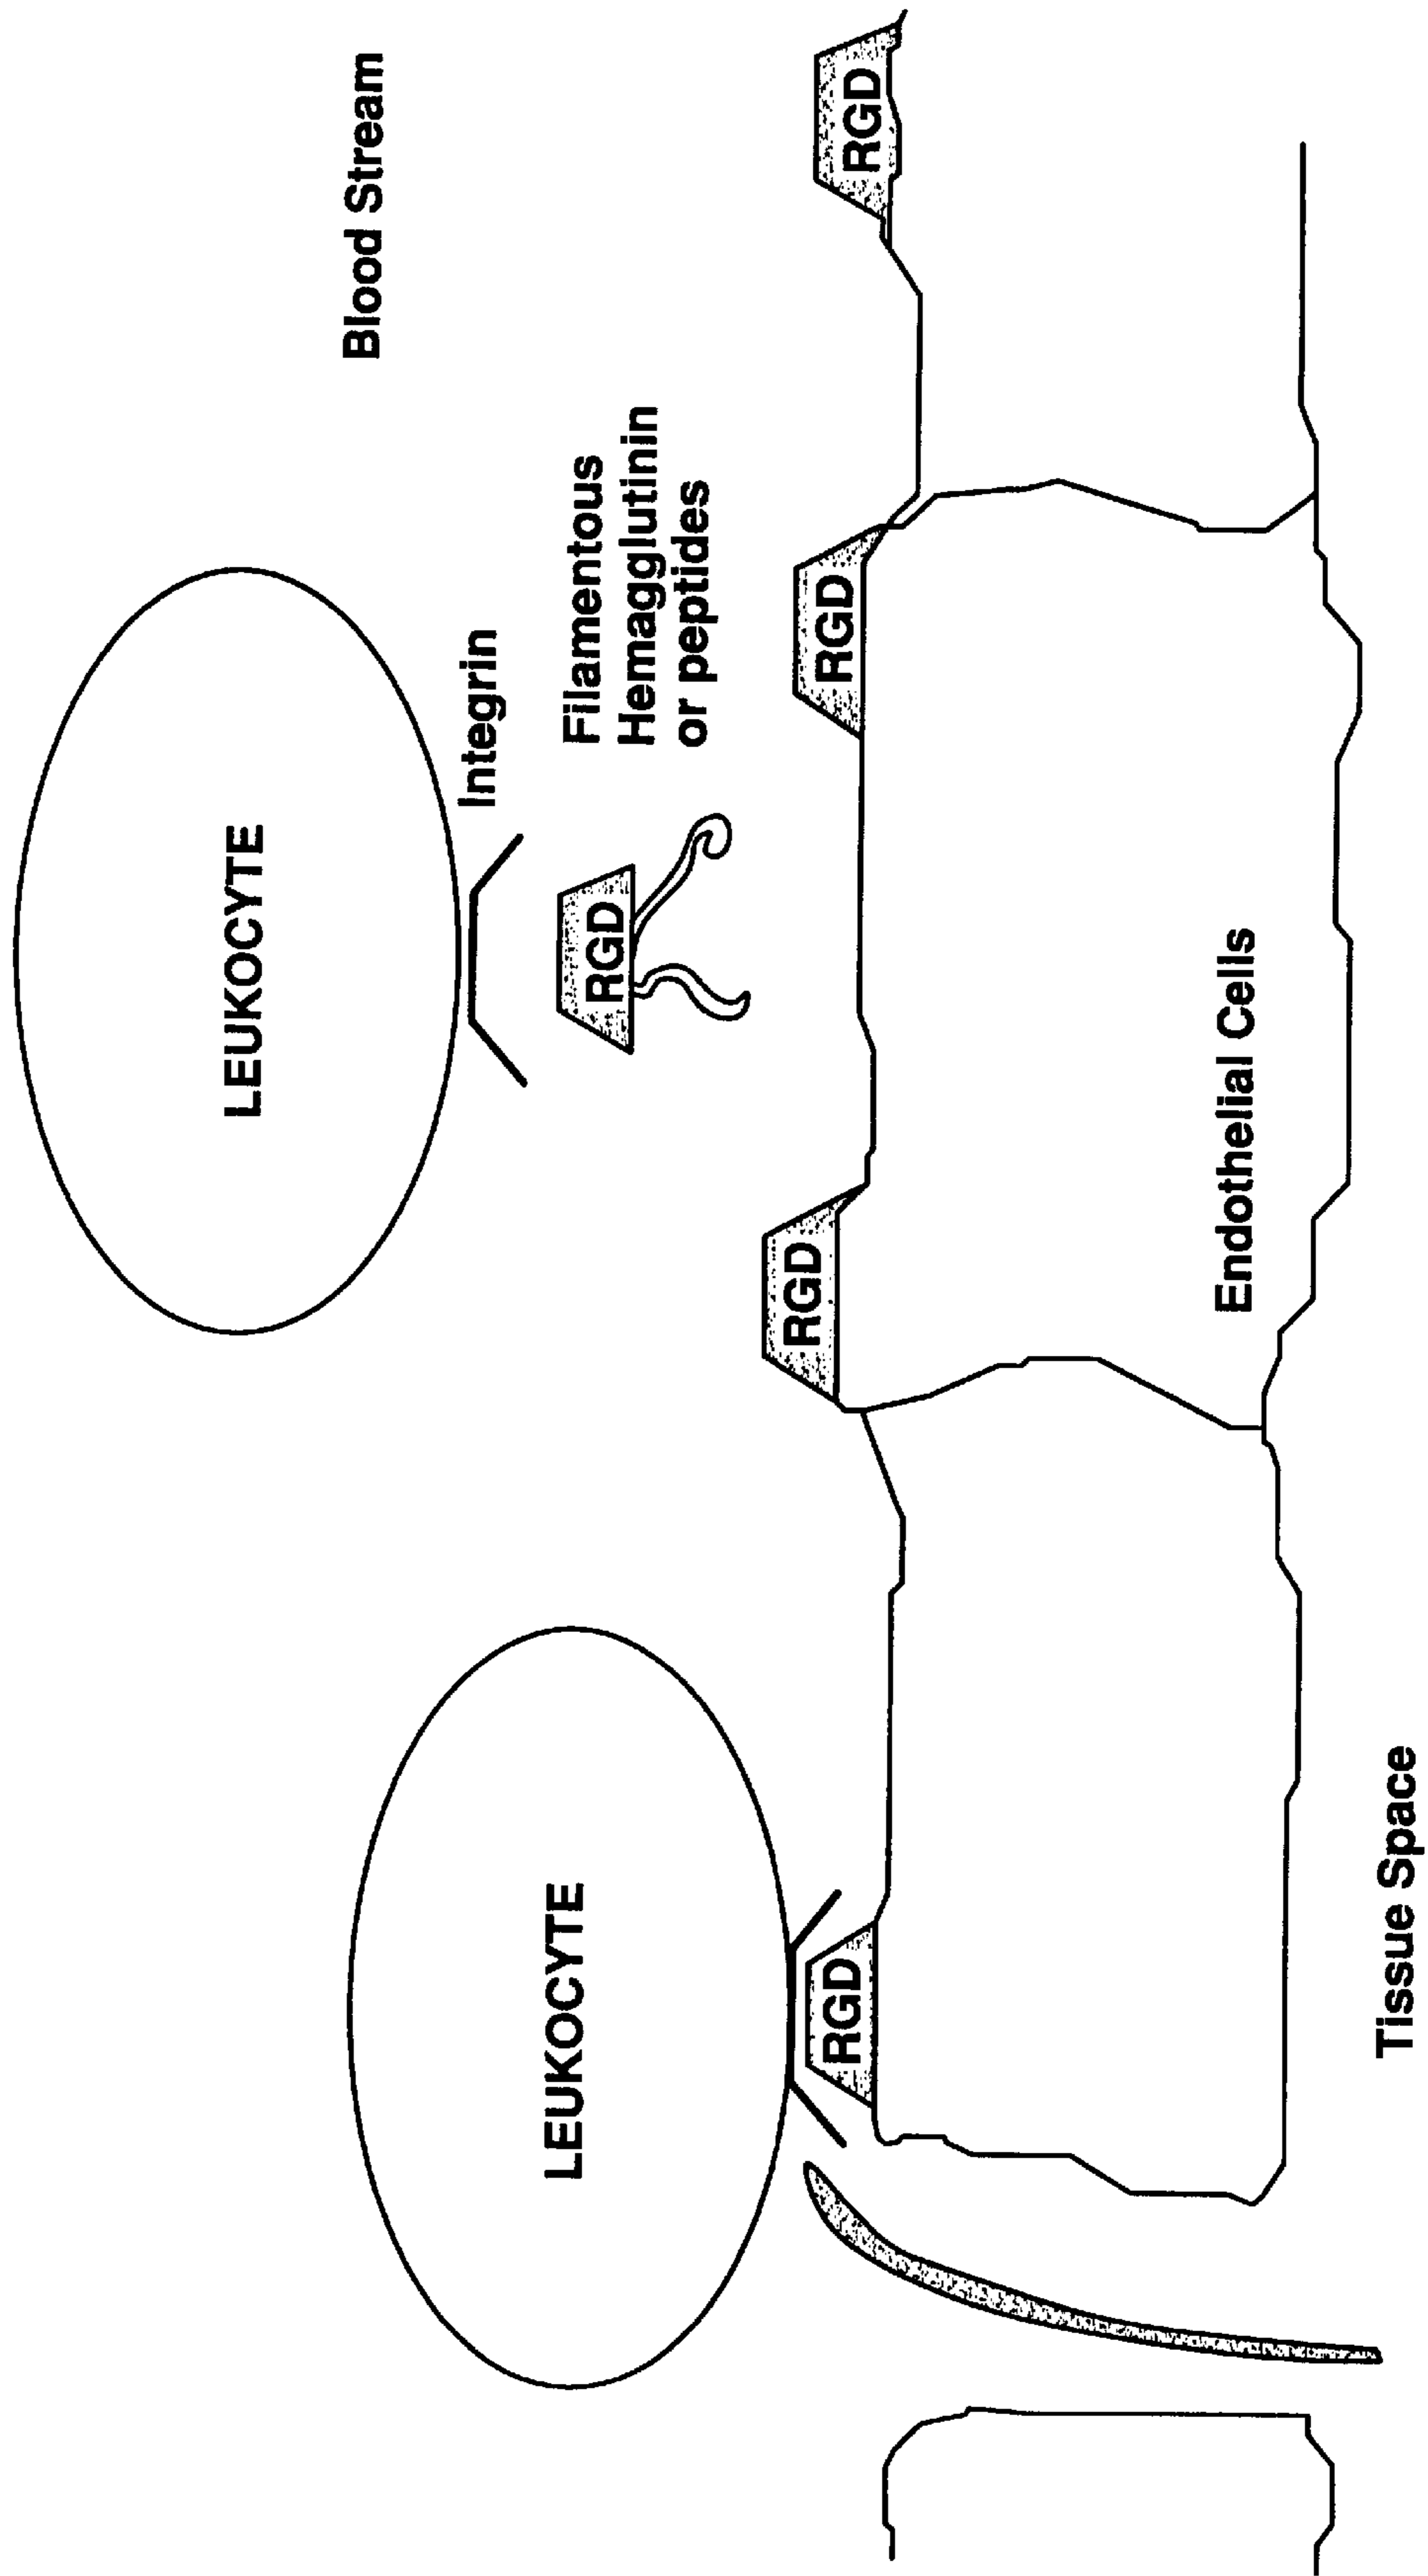 Blood Stream
LEUKOCYTE
Integrin
Filamentous
Hemagglutinin
or peptides
LEUKOCYTE
RGD
RGD
RGD
RGD
RGD
Endothelial Cells
Tissue Space